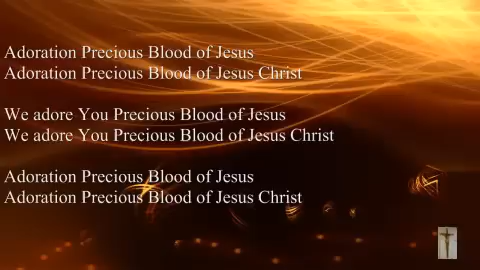 Adoration Precious Blood of Jesus
Adoration Precious Blood of Jesus Christ
We adore You Precious Blood of Jesus
We adore You Precious Blood of Jesus Christ
Adoration Precious Blood of Jesus
Adoration Precious Blood of Jesus Christ